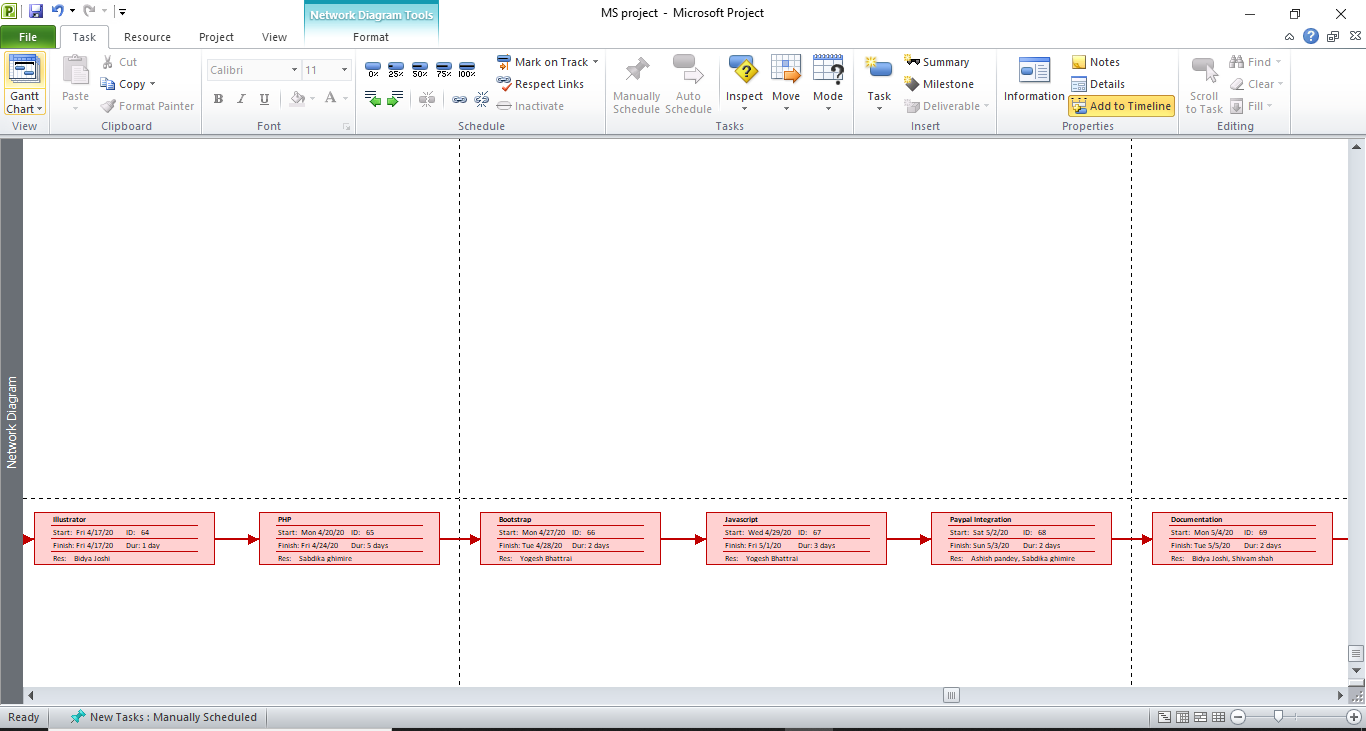 Network Diagram Tools
MS project - Microsoft Project
File Task Resource Project View Format
Gantt Chart
View
Paste
Cut
Copy
Format Painter
Clipboard
Calibri 11
B I U A
Font
0% 25% 50% 75% 100%
Mark on Track
Respect Links
Inactivate
Schedule
Manually Schedule
Auto Schedule
Inspect
Move
Mode
Tasks
Task
Summary
Milestone
Deliverable
Insert
Information
Notes
Details
Add to Timeline
Properties
Scroll to Task
Find
Clear
Fill
Editing
Network Diagram
Illustrator
Start: Fri 4/17/20 ID: 64
Finish: Fri 4/17/20 Dur: 1 day
Res: Bidya Joshi
PHP
Start: Mon 4/20/20 ID: 65
Finish: Fri 4/24/20 Dur: 5 days
Res: Sabdika ghimire
Bootstrap
Start: Mon 4/27/20 ID: 66
Finish: Tue 4/28/20 Dur: 2 days
Res: Yogesh Bhattrai
Javascript
Start: Wed 4/29/20 ID: 67
Finish: Fri 5/1/20 Dur: 3 days
Res: Yogesh Bhattrai
Paypal Integration
Start: Sat 5/2/20 ID: 68
Finish: Sun 5/3/20 Dur: 2 days
Res: Ashish pandey, Sabdika ghimire
Documentation
Start: Mon 5/4/20 ID: 69
Finish: Tue 5/5/20 Dur: 2 days
Res: Bidya Joshi, Shivam shah
Ready
New Tasks : Manually Scheduled